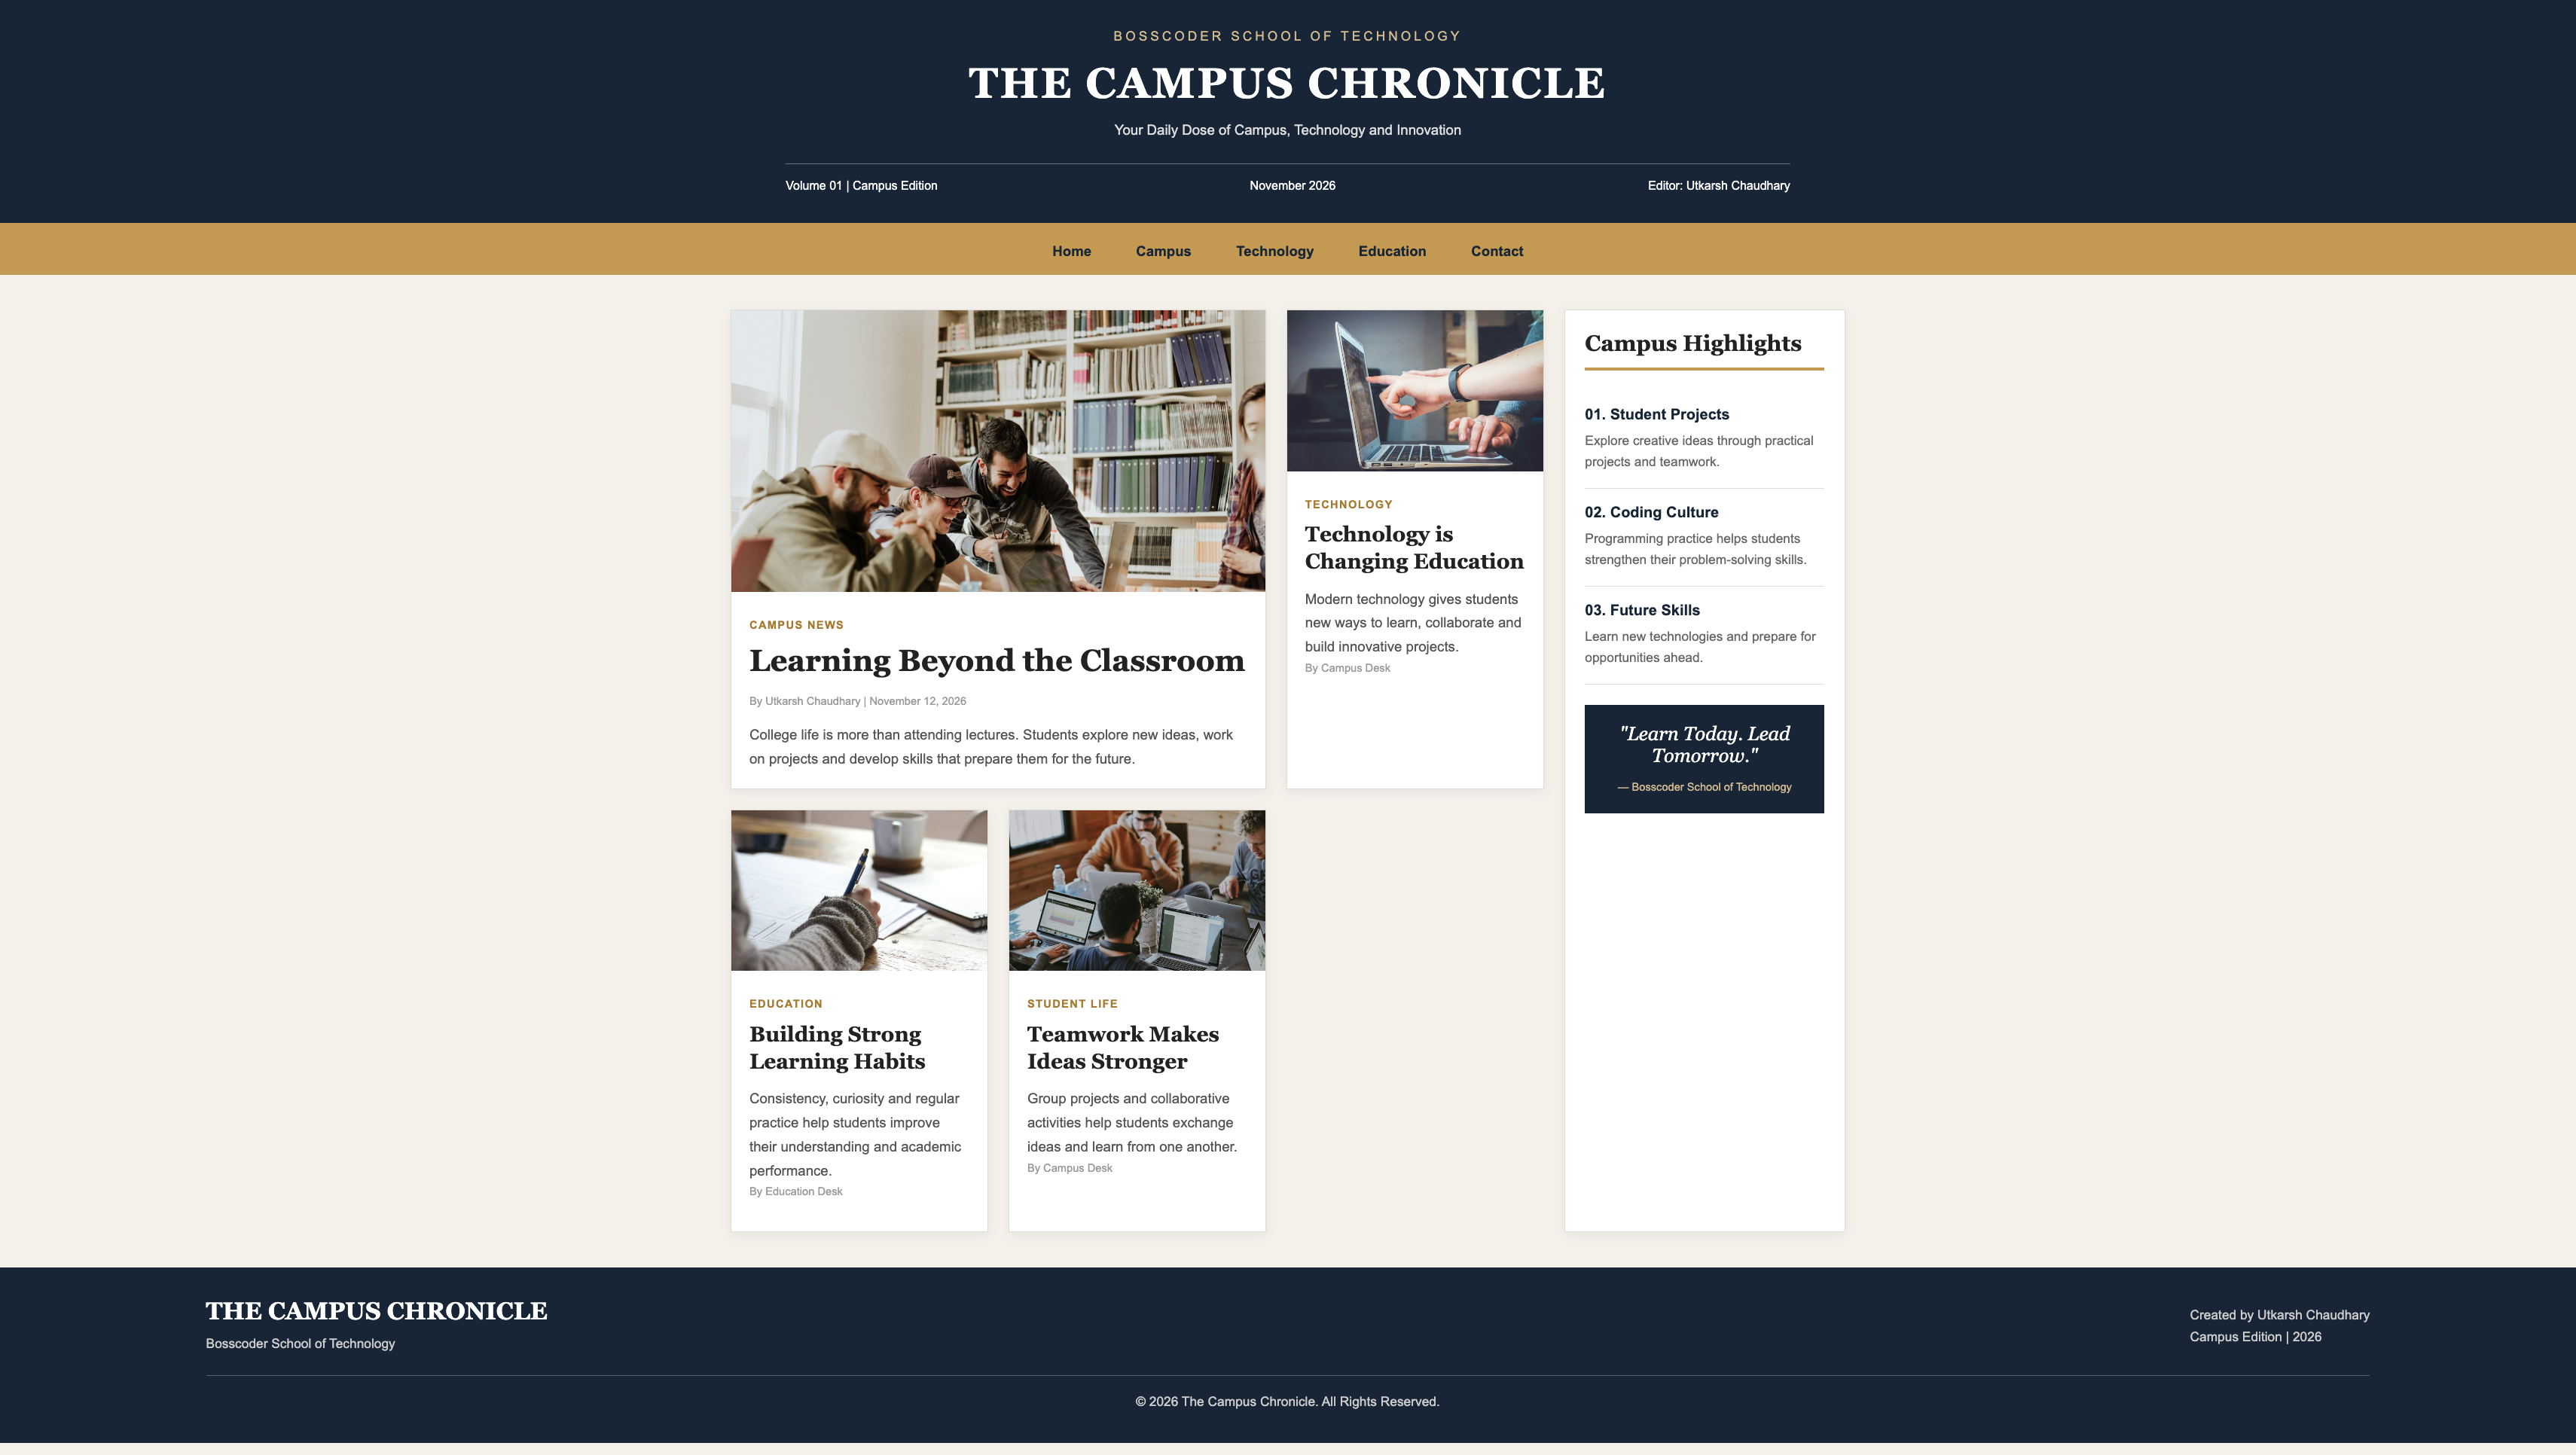 BOSSCODER SCHOOL OF TECHNOLOGY
THE CAMPUS CHRONICLE
Your Daily Dose of Campus, Technology and Innovation
Volume 01 | Campus Edition
November 2026
Editor: Utkarsh Chaudhary
Home
Campus
Technology
Education
Contact
CAMPUS NEWS
Learning Beyond the Classroom
By Utkarsh Chaudhary | November 12, 2026
College life is more than attending lectures. Students explore new ideas, work
on projects and develop skills that prepare them for the future.
TECHNOLOGY
Technology is
Changing Education
Modern technology gives students
new ways to learn, collaborate and
build innovative projects.
By Campus Desk
Campus Highlights
01. Student Projects
Explore creative ideas through practical
projects and teamwork.
02. Coding Culture
Programming practice helps students
strengthen their problem-solving skills.
03. Future Skills
Learn new technologies and prepare for
opportunities ahead.
"Learn Today. Lead
Tomorrow."
— Bosscoder School of Technology
EDUCATION
Building Strong
Learning Habits
Consistency, curiosity and regular
practice help students improve
their understanding and academic
performance.
By Education Desk
STUDENT LIFE
Teamwork Makes
Ideas Stronger
Group projects and collaborative
activities help students exchange
ideas and learn from one another.
By Campus Desk
THE CAMPUS CHRONICLE
Bosscoder School of Technology
Created by Utkarsh Chaudhary
Campus Edition | 2026
© 2026 The Campus Chronicle. All Rights Reserved.